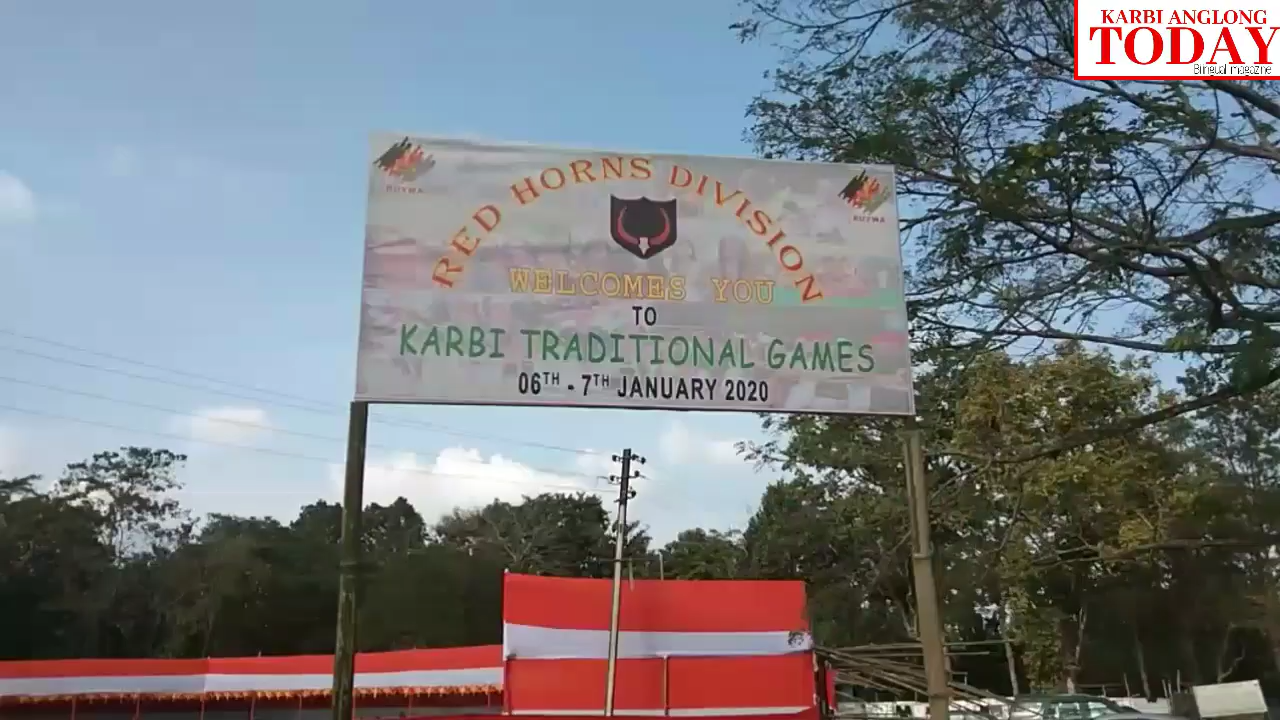 KARBI ANGLONG
TODAY
Bilingual magazine
RED HORNS DIVISION
WELCOMES YOU
TO
KARBI TRADITIONAL GAMES
06TH - 7TH JANUARY 2020